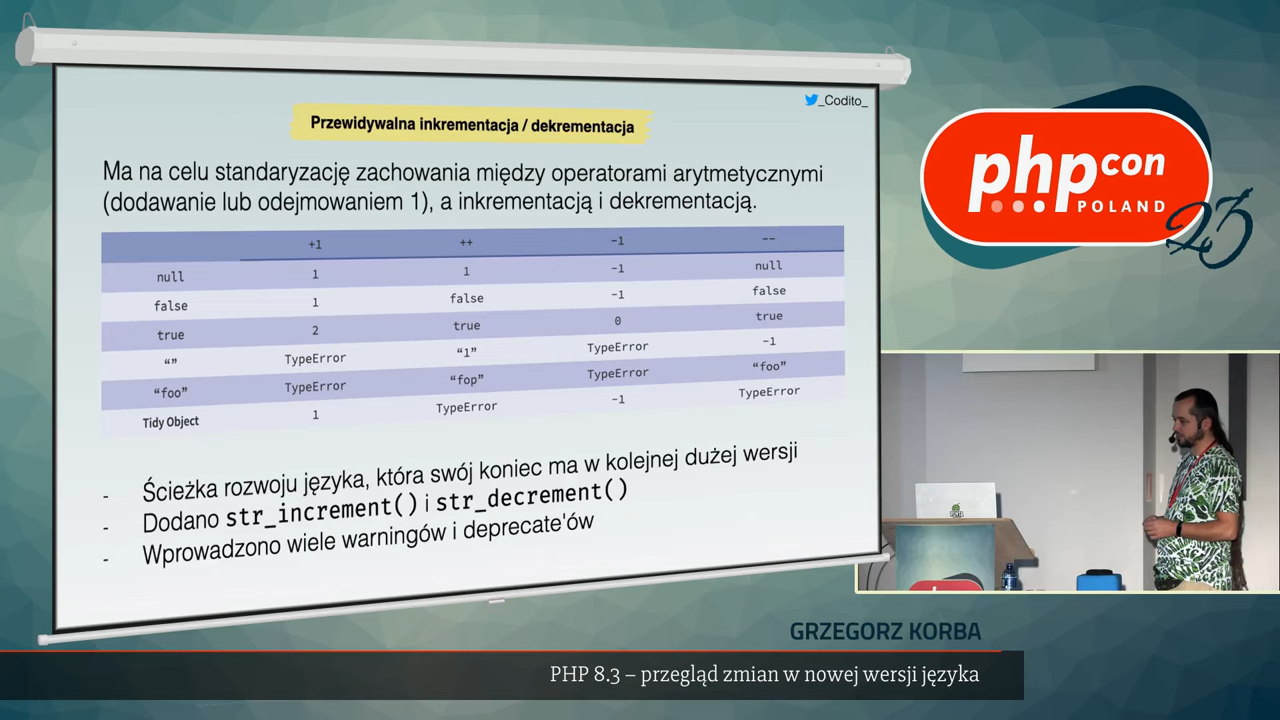 _Codito_
Przewidywalna inkrementacja / dekrementacja
Ma na celu standaryzację zachowania między operatorami arytmetycznymi
(dodawanie lub odejmowaniem 1), a inkrementacją i dekrementacją.
+1 ++ −1 −−
null 1 1 −1 null
false 1 false −1 false
true 2 true 0 true
“” TypeError “1” TypeError −1
“foo” TypeError “fop” TypeError “foo”
Tidy Object 1 TypeError −1 TypeError
- Ścieżka rozwoju języka, która swój koniec ma w kolejnej dużej wersji
- Dodano str_increment() i str_decrement()
- Wprowadzono wiele warningów i deprecate'ów
phpcon
POLAND
23
GRZEGORZ KORBA
PHP 8.3 – przegląd zmian w nowej wersji języka